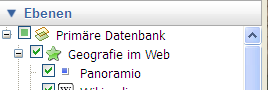 Ebenen
Primäre Datenbank
Geografie im Web
Panoramio